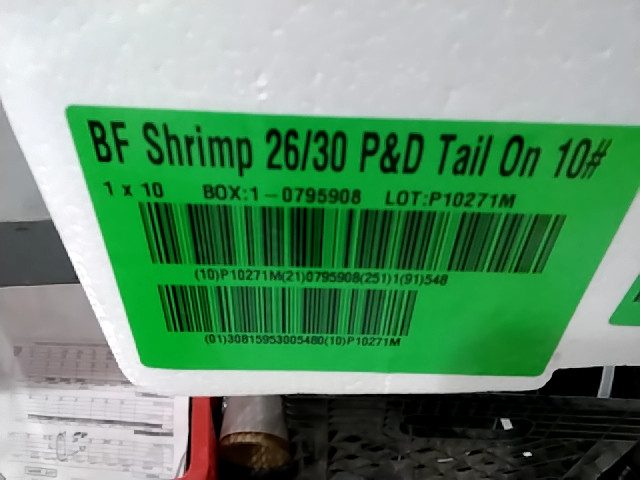 BF Shrimp 26/30 P&D Tail On 10#
1 x 10 BOX:1-0795908 LOT:P10271M
(10)P10271M(21)0795908(251)1(91)548
(01)30815953005480(10)P10271M